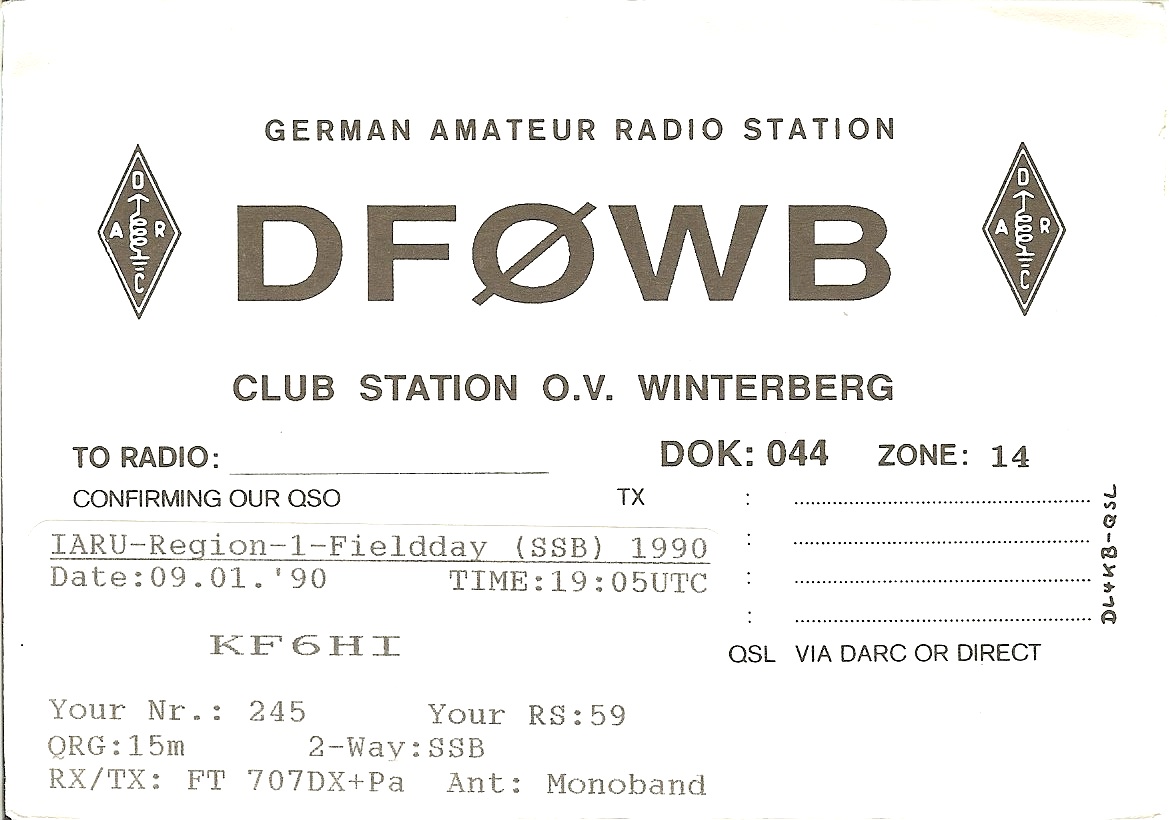 GERMAN AMATEUR RADIO STATION
D
A R
C
D
A R
C
DFØWB
CLUB STATION O.V. WINTERBERG
TO RADIO: DOK: 044 ZONE: 14
CONFIRMING OUR QSO TX :
IARU-Region-1-Fieldday (SSB) 1990 :
Date:09.01.'90 TIME:19:05UTC :
:
KF6HI
QSL VIA DARC OR DIRECT
DL4KB-QSL
Your Nr.: 245 Your RS:59
QRG:15m 2-Way:SSB
RX/TX: FT 707DX+Pa Ant: Monoband